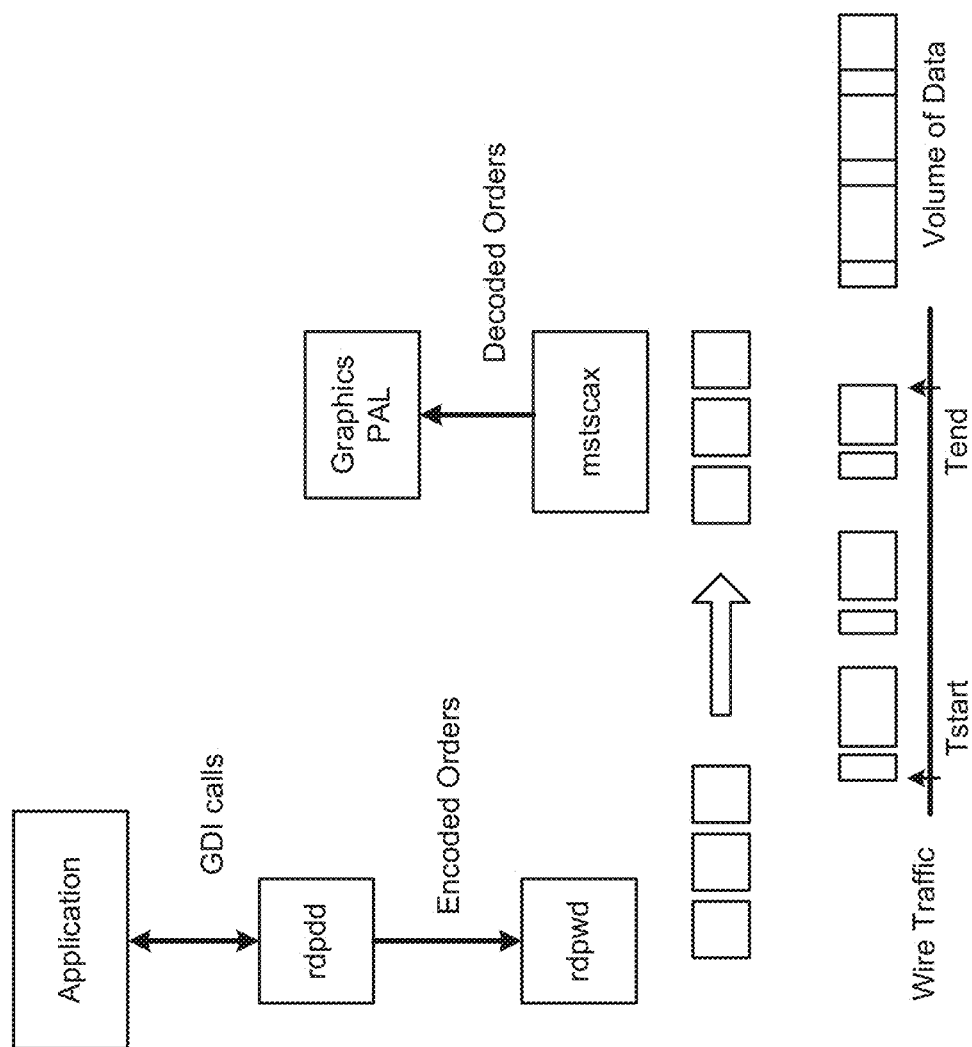 Application
GDI calls
rdpdd
Encoded Orders
rdpwd
Graphics
PAL
Decoded Orders
mstscax
Wire Traffic
Tstart
Tend
Volume of Data